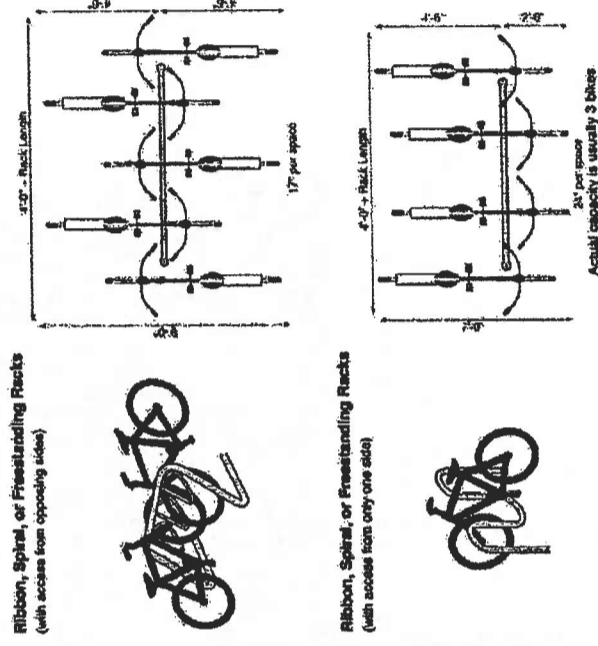 Ribbon, Spiral, or Freestanding Racks
(with access from opposing sides)
+ Rack Length
17" per space
Ribbon, Spiral, or Freestanding Racks
(with access from only one side)
4'-0" + Rack Length
4'-6"
2'-6"
7'-0"
per space
Actual capacity is usually 3 bikes